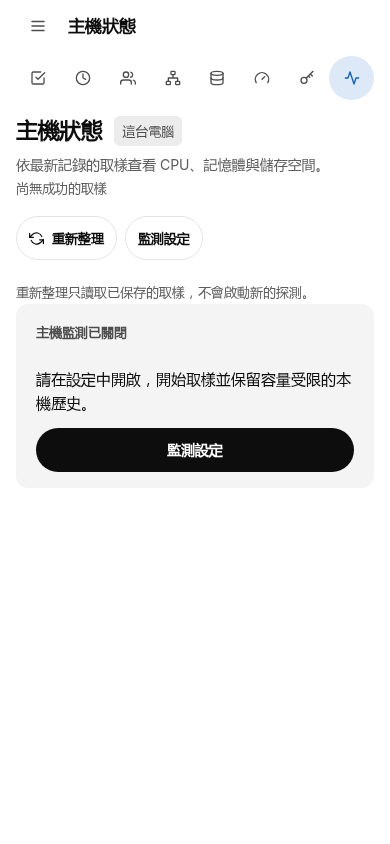 主機狀態
主機狀態 這台電腦
依最新記錄的取樣查看 CPU、記憶體與儲存空間。
尚無成功的取樣
重新整理 監測設定
重新整理只讀取已保存的取樣，不會啟動新的探測。
主機監測已關閉
請在設定中開啟，開始取樣並保留容量受限的本
機歷史。
監測設定